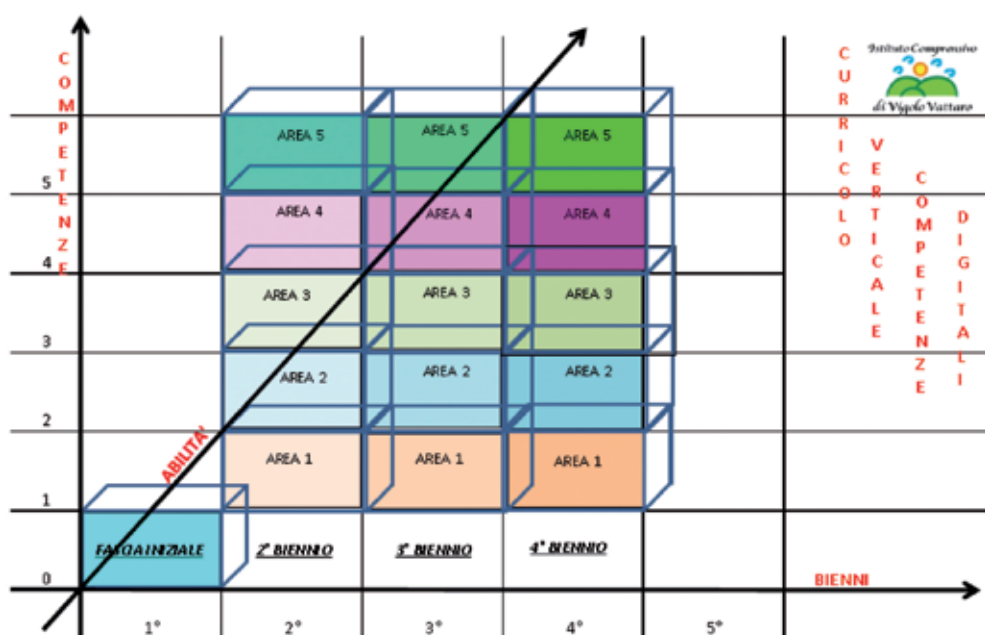 COMPETENZE
CURRICOLO
VERTICALE
COMPETENZE
DIGITALI
Istituto Comprensivo
di Vigolo Vattaro
AREA 5 AREA 5 AREA 5
5
AREA 4 AREA 4 AREA 4
4
AREA 3 AREA 3 AREA 3
3
AREA 2 AREA 2 AREA 2
2
ABILITA'
AREA 1 AREA 1 AREA 1
1
FASCIA INIZIALE 2° BIENNIO 3° BIENNIO 4° BIENNIO
0
BIENNI
1° 2° 3° 4° 5°